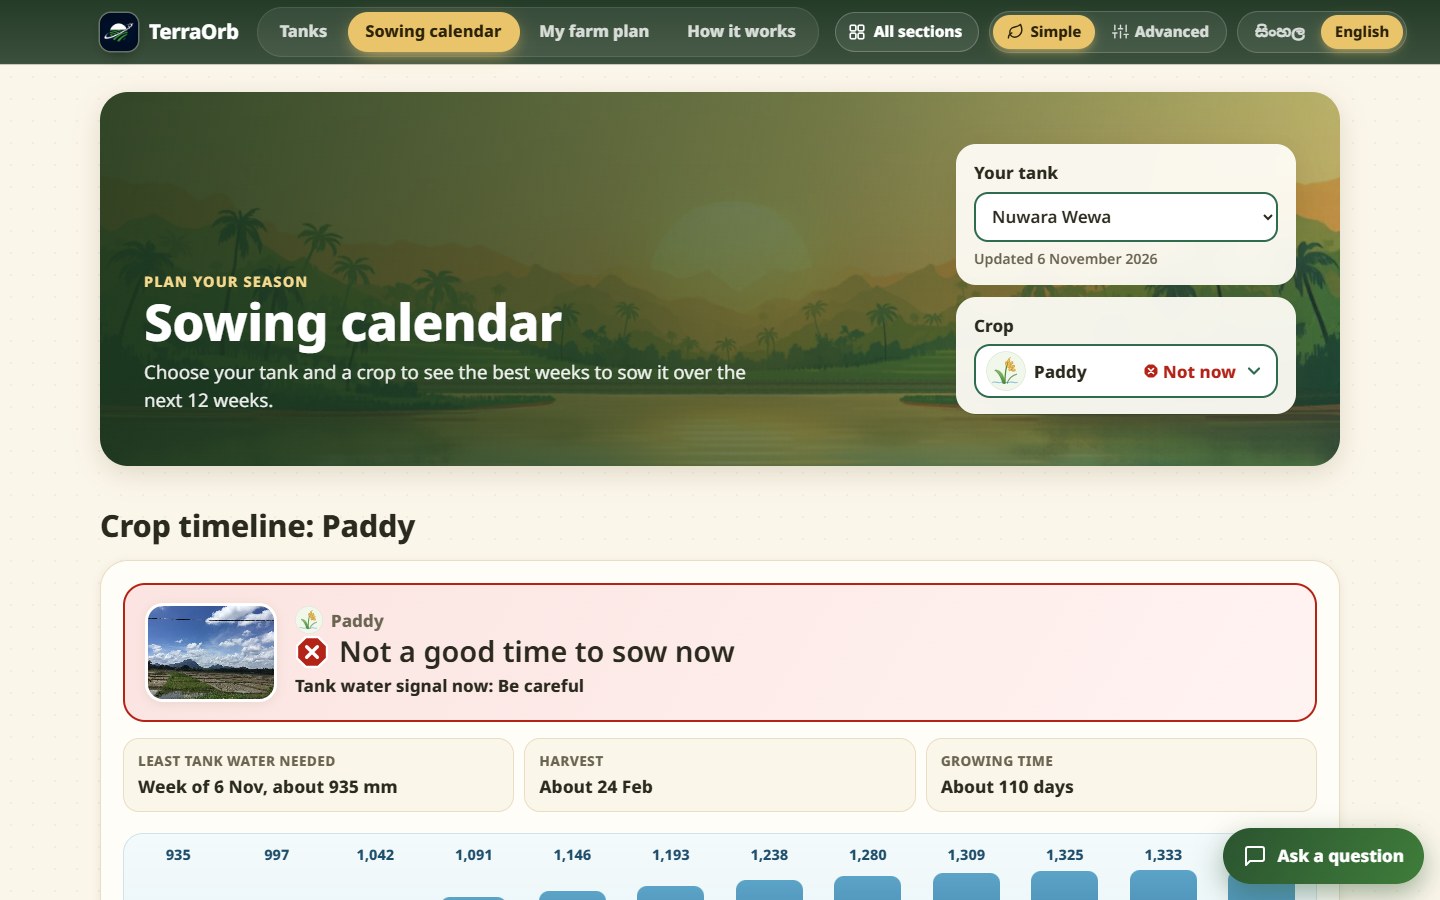 TerraOrb
Tanks
Sowing calendar
My farm plan
How it works
All sections
Simple
Advanced
සිංහල
English
PLAN YOUR SEASON
Sowing calendar
Choose your tank and a crop to see the best weeks to sow it over the
next 12 weeks.
Your tank
Nuwara Wewa
Updated 6 November 2026
Crop
Paddy
Not now
Crop timeline: Paddy
Paddy
Not a good time to sow now
Tank water signal now: Be careful
LEAST TANK WATER NEEDED
Week of 6 Nov, about 935 mm
HARVEST
About 24 Feb
GROWING TIME
About 110 days
935 997 1,042 1,091 1,146 1,193 1,238 1,280 1,309 1,325 1,333
Ask a question